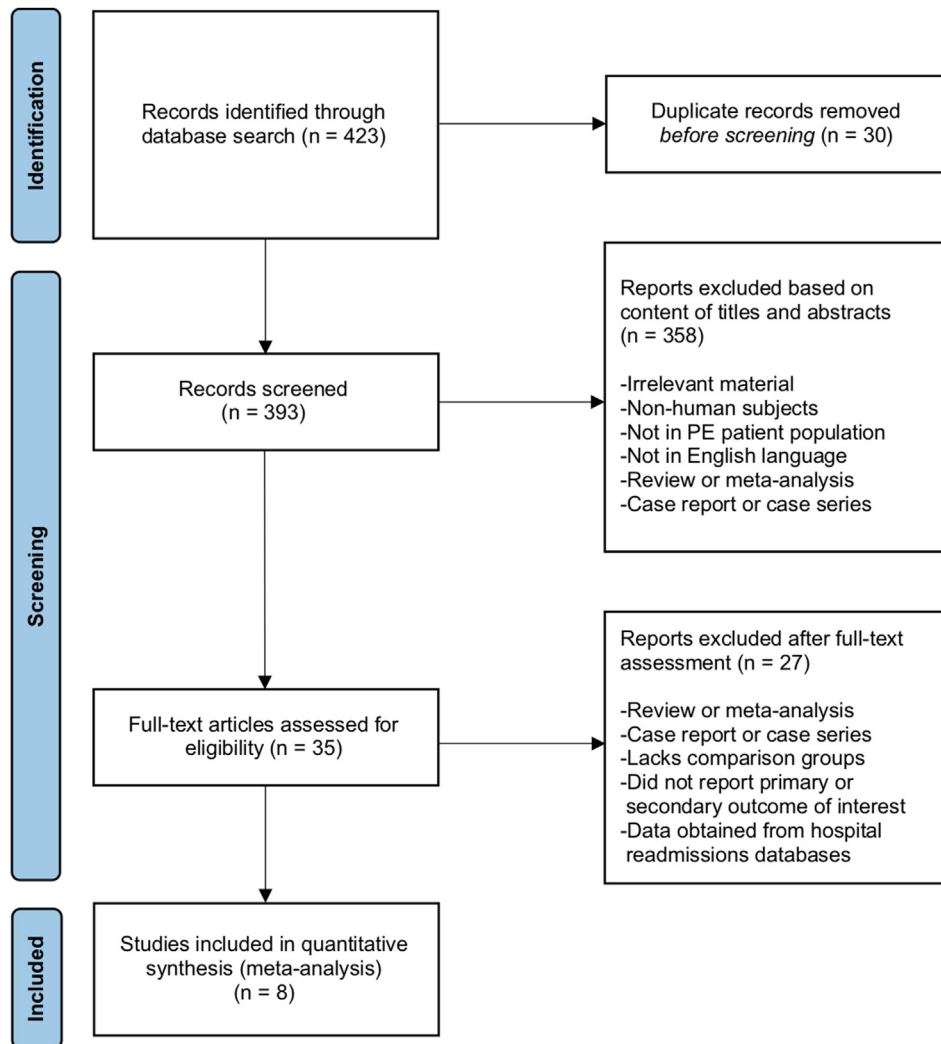 Identification
Records identified through
database search (n = 423)
Duplicate records removed
before screening (n = 30)
Screening
Records screened
(n = 393)
Reports excluded based on
content of titles and abstracts
(n = 358)
-Irrelevant material
-Non-human subjects
-Not in PE patient population
-Not in English language
-Review or meta-analysis
-Case report or case series
Full-text articles assessed for
eligibility (n = 35)
Reports excluded after full-text
assessment (n = 27)
-Review or meta-analysis
-Case report or case series
-Lacks comparison groups
-Did not report primary or
secondary outcome of interest
-Data obtained from hospital
readmissions databases
Included
Studies included in quantitative
synthesis (meta-analysis)
(n = 8)